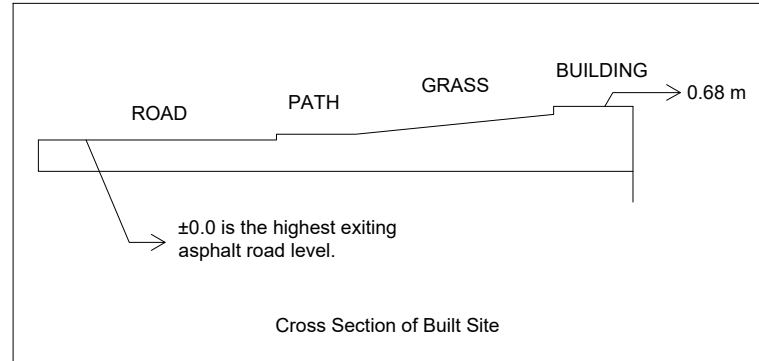 BUILDING
GRASS
0.68 m
PATH
ROAD
±0.0 is the highest exiting
asphalt road level.
Cross Section of Built Site